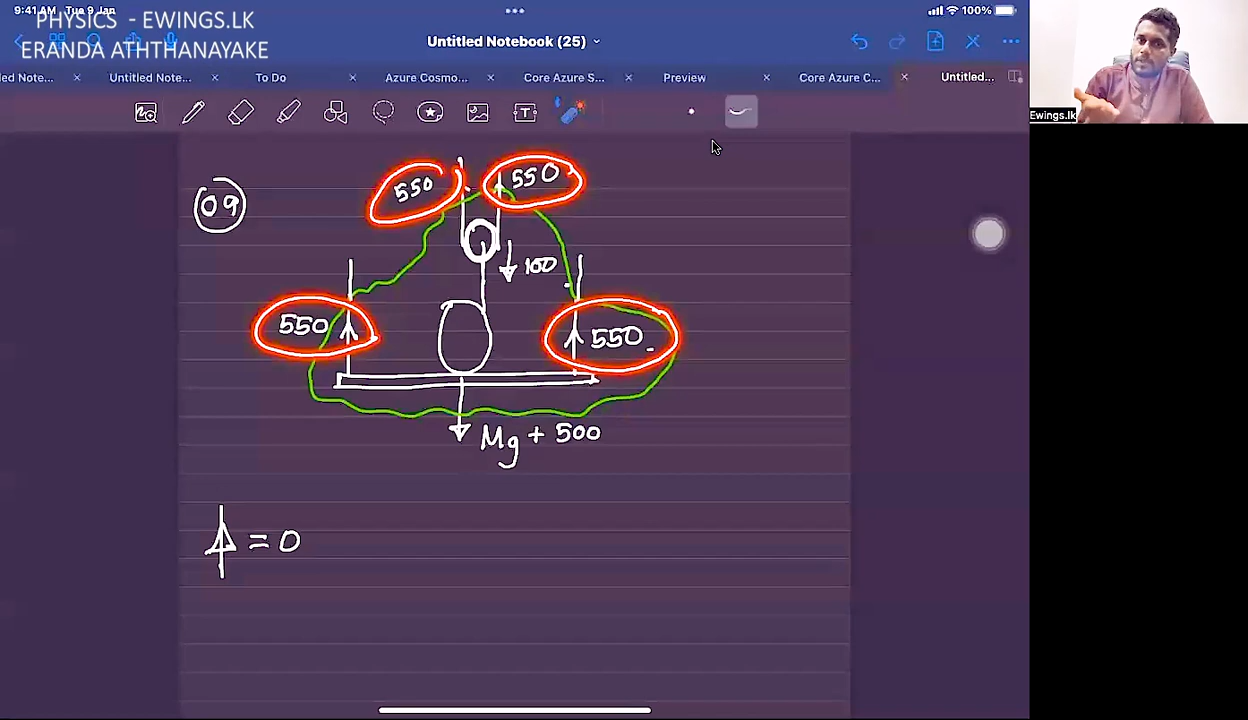 9:41 AM Tue 9 Jan
100%
PHYSICS - EWINGS.LK
ERANDA ATHTHANAYAKE
Untitled Notebook (25)
led Note...
Untitled Note...
To Do
Azure Cosmo...
Core Azure S...
Preview
Core Azure C...
Untitled...
Ewings.lk
09
550
550
100
550
550
Mg + 500
= 0